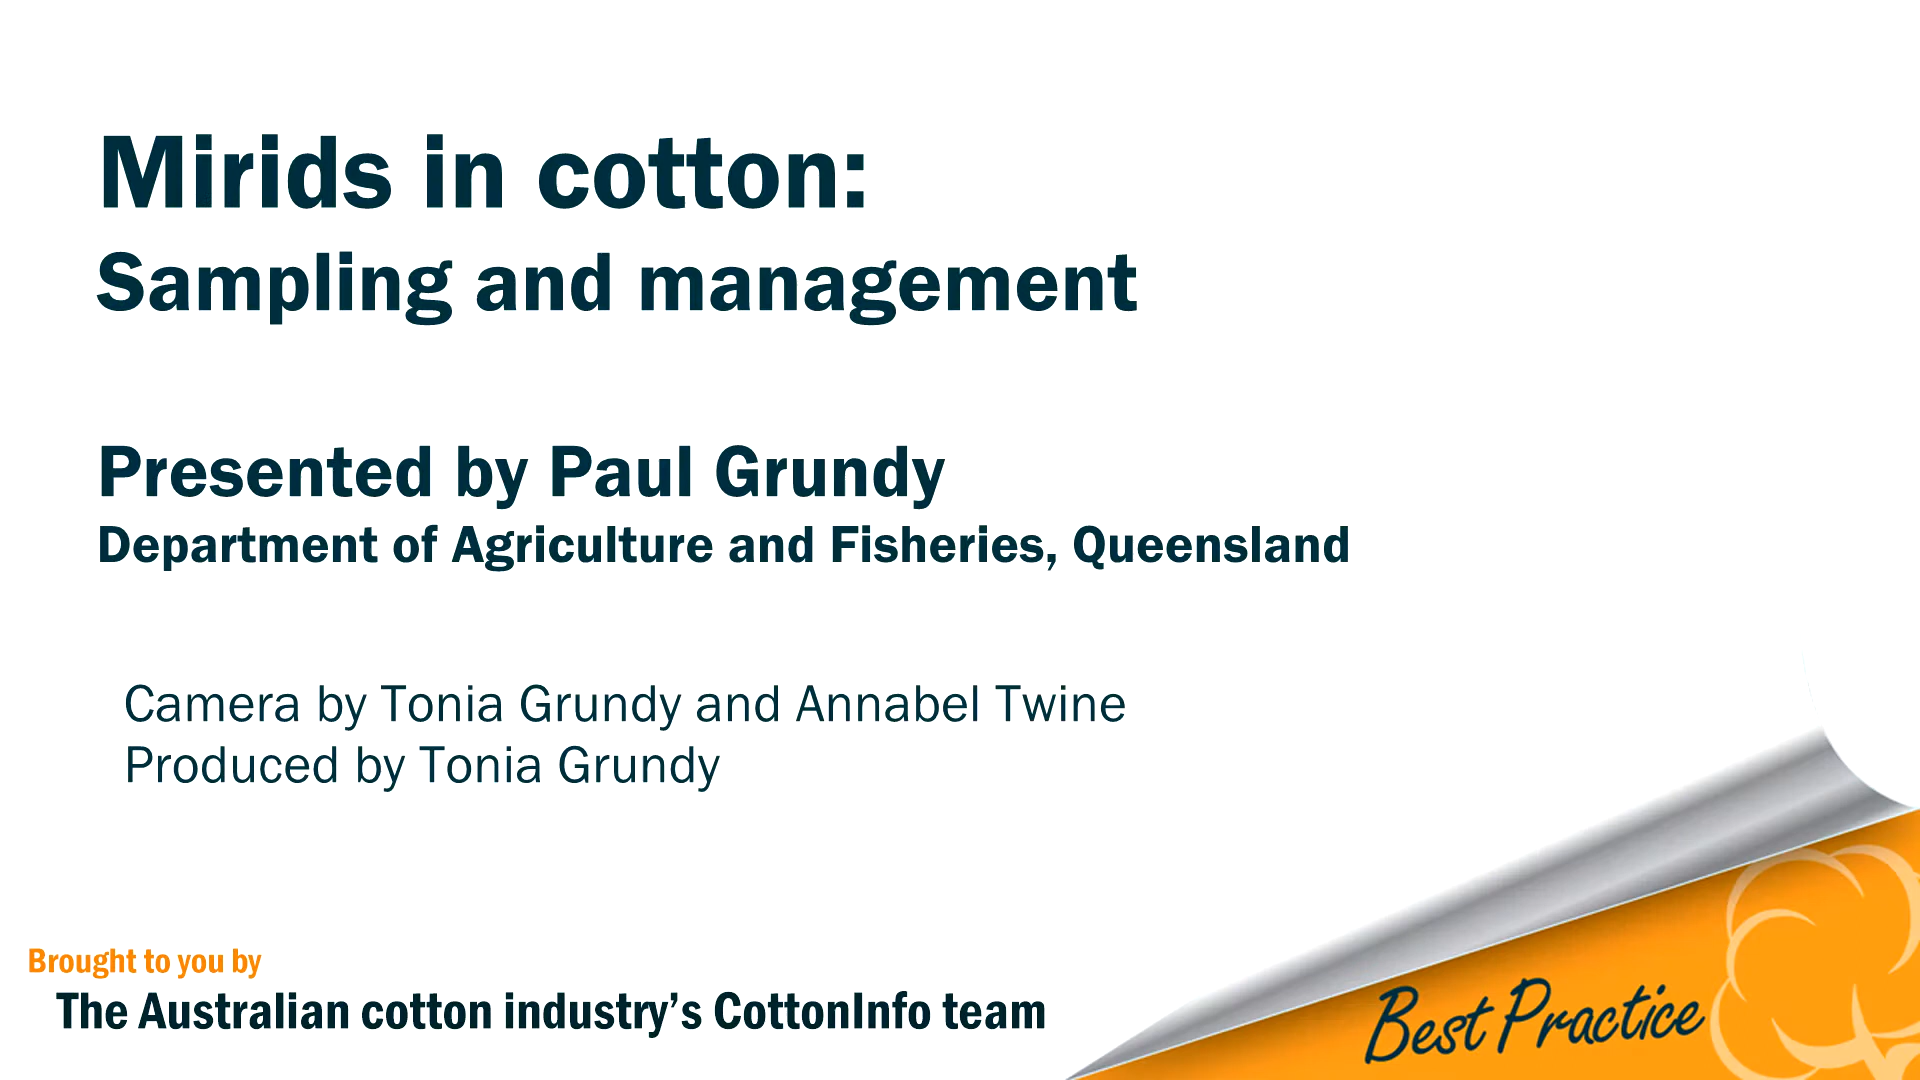 Mirids in cotton:
Sampling and management
Presented by Paul Grundy
Department of Agriculture and Fisheries, Queensland
Camera by Tonia Grundy and Annabel Twine
Produced by Tonia Grundy
Brought to you by
The Australian cotton industry’s CottonInfo team
Best Practice